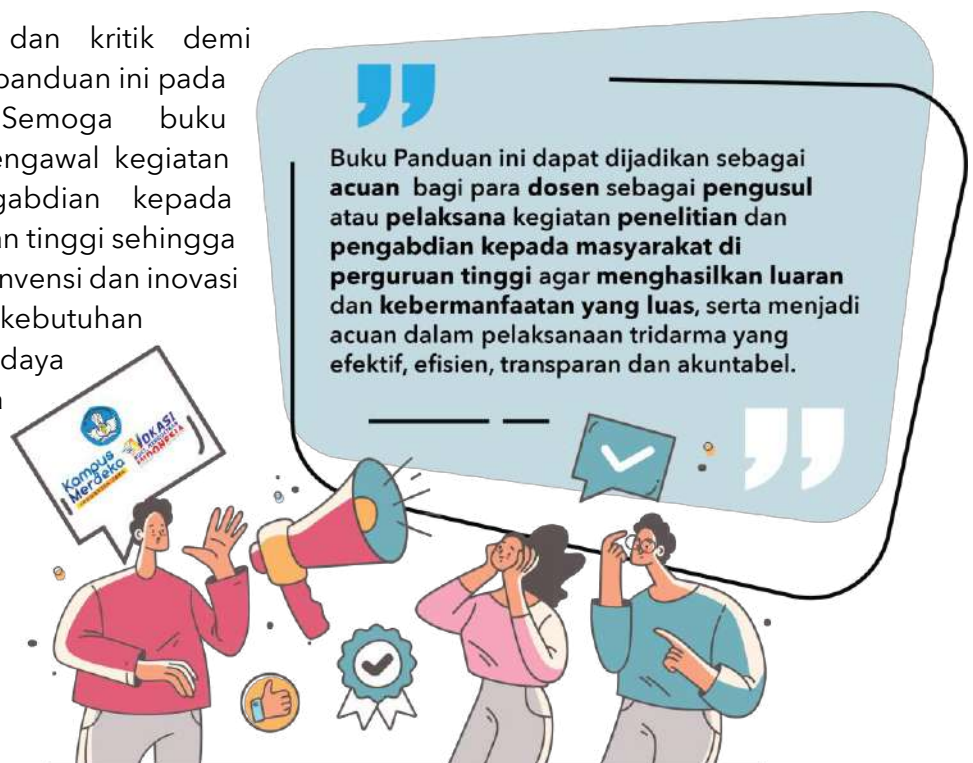 dan kritik demi
panduan ini pada
Semoga buku
engawal kegiatan
gabdian kepada
an tinggi sehingga
nvensi dan inovasi
kebutuhan
daya
Buku Panduan ini dapat dijadikan sebagai
acuan bagi para dosen sebagai pengusul
atau pelaksana kegiatan penelitian dan
pengabdian kepada masyarakat di
perguruan tinggi agar menghasilkan luaran
dan kebermanfaatan yang luas, serta menjadi
acuan dalam pelaksanaan tridarma yang
efektif, efisien, transparan dan akuntabel.
Kampus
Merdeka
VOKASI
INDONESIA